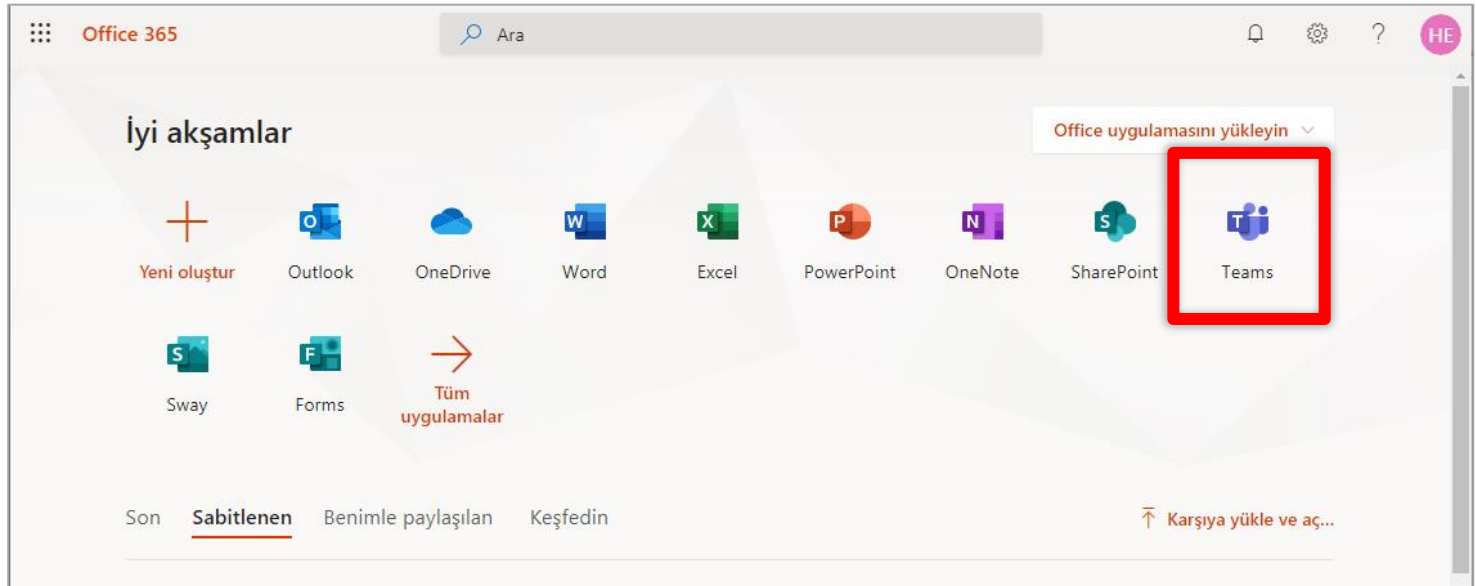 Office 365
Ara
?
HE
İyi akşamlar
Office uygulamasını yükleyin
Yeni oluştur
Outlook
OneDrive
Word
Excel
PowerPoint
OneNote
SharePoint
Teams
Sway
Forms
Tüm
uygulamalar
Son
Sabitlenen
Benimle paylaşılan
Keşfedin
Karşıya yükle ve aç...